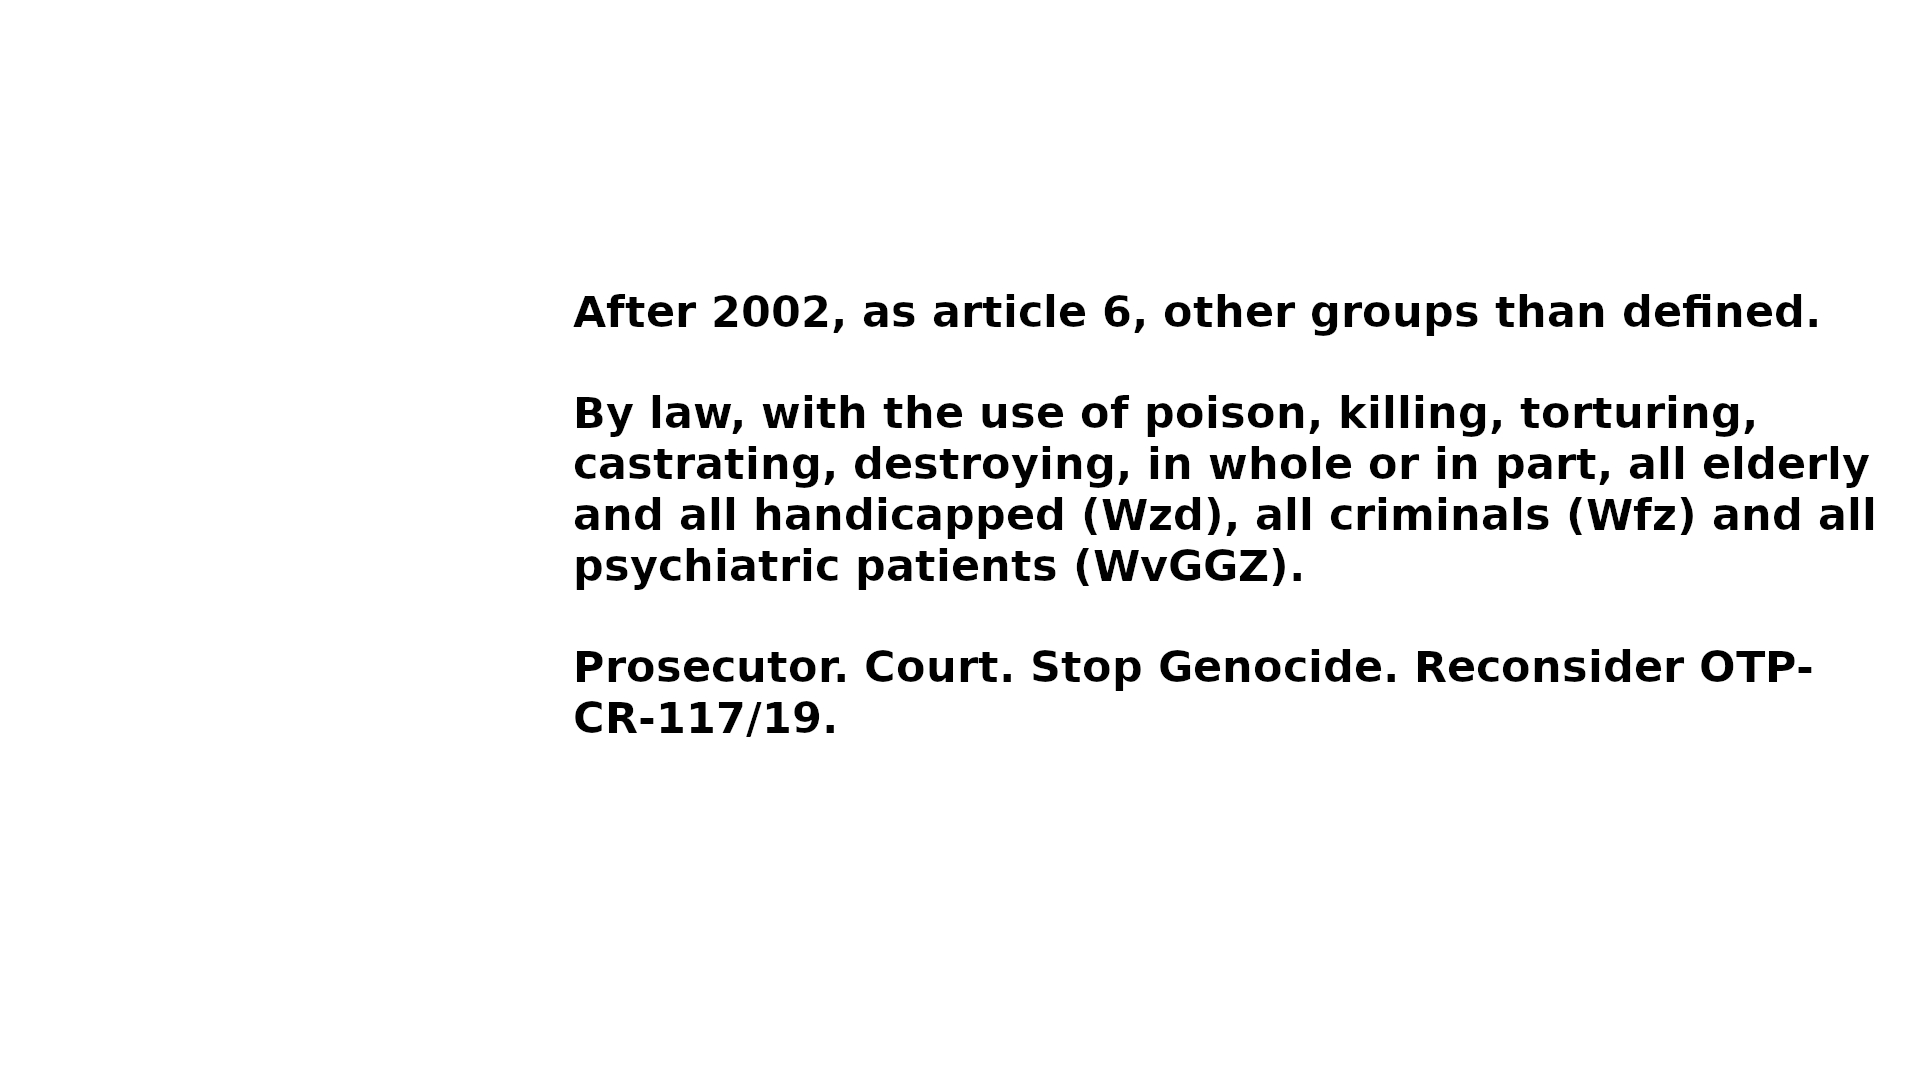 After 2002, as article 6, other groups than defined.
By law, with the use of poison, killing, torturing,
castrating, destroying, in whole or in part, all elderly
and all handicapped (Wzd), all criminals (Wfz) and all
psychiatric patients (WvGGZ).
Prosecutor. Court. Stop Genocide. Reconsider OTP-
CR-117/19.